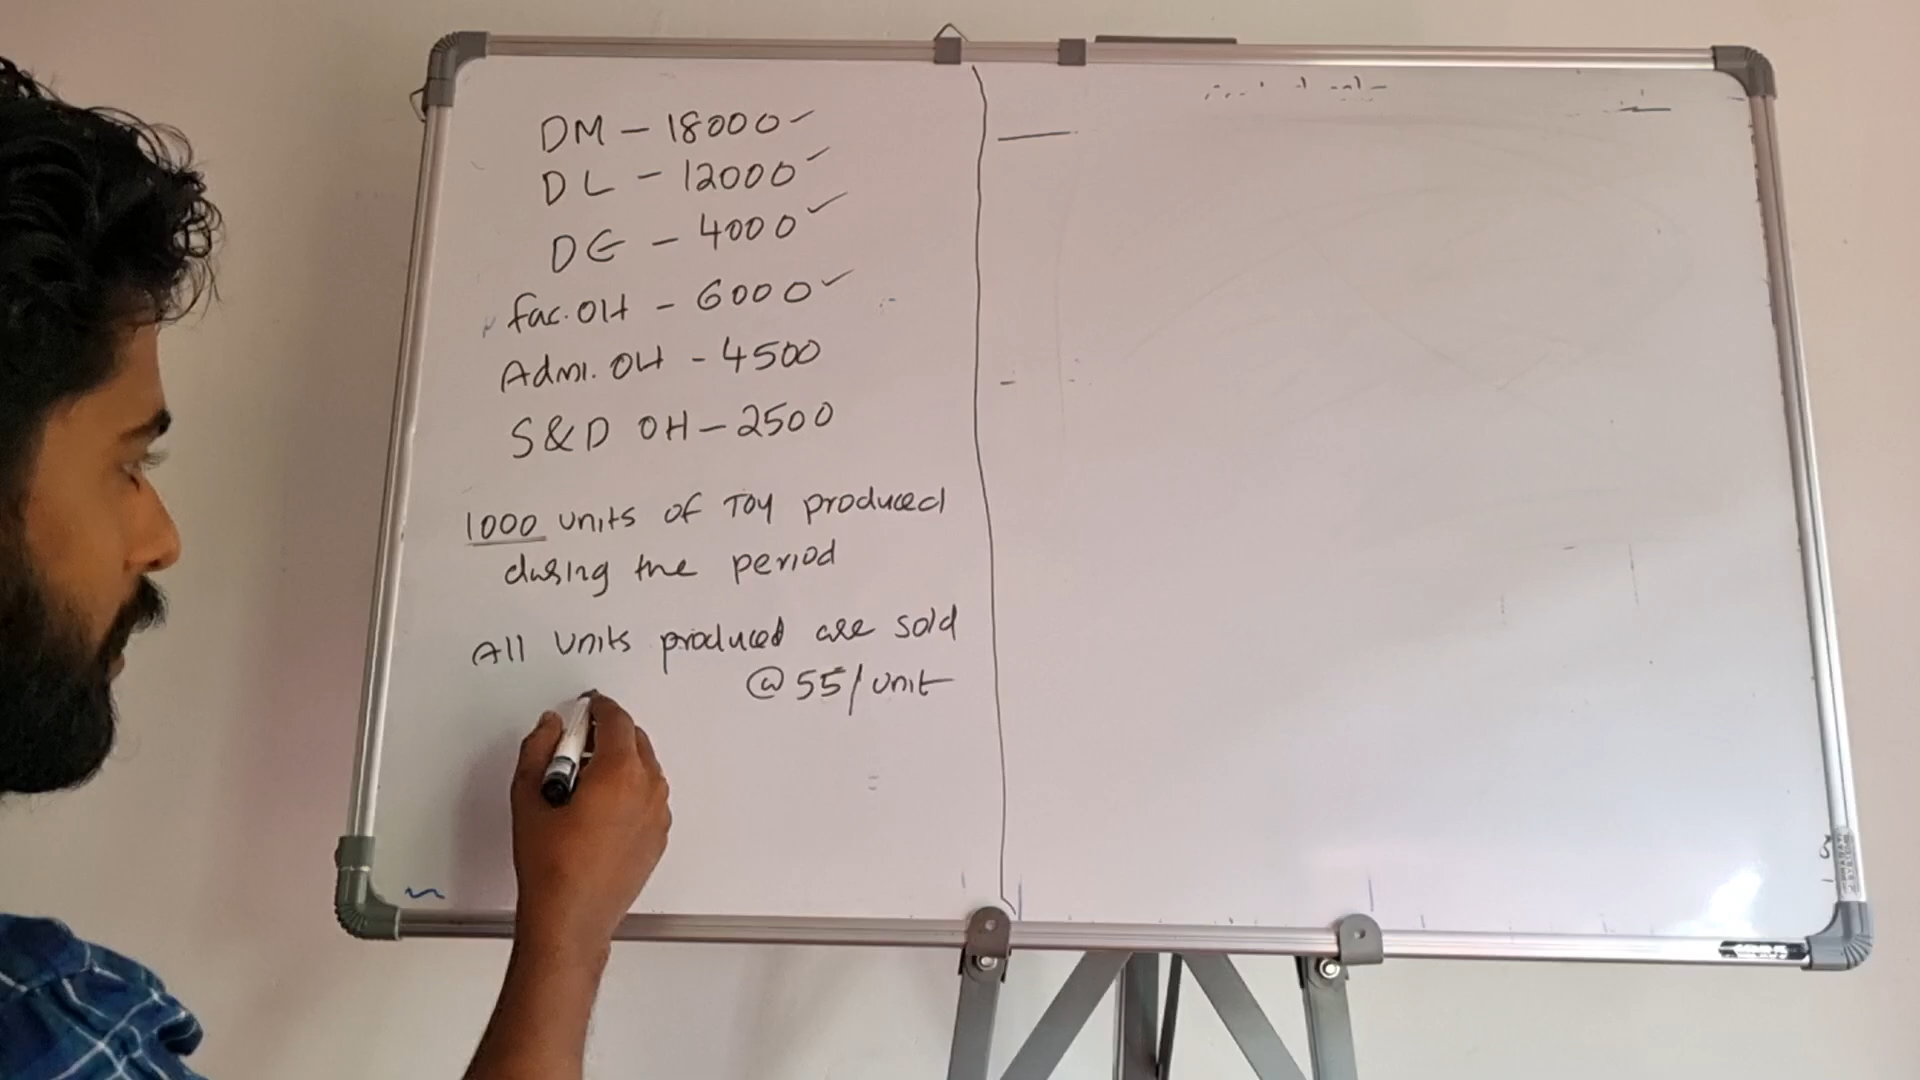 DM - 18000
DL - 12000
DE - 4000
fac. OH - 6000
Admi. OH - 4500
S&D OH - 2500
1000 units of Toy produced
during the period
All units produced are sold
@ 55/unit